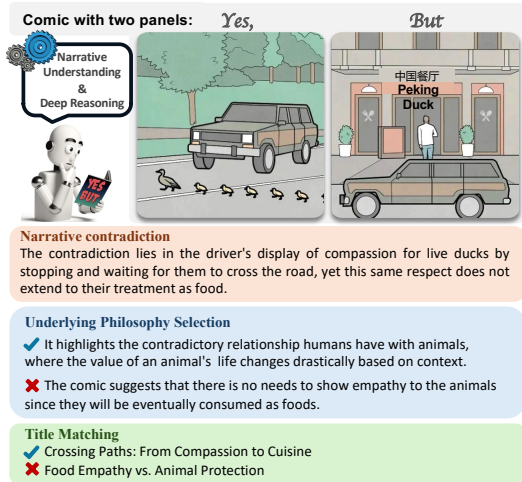 Comic with two panels: Yes, But
Narrative
Understanding
&
Deep Reasoning
YES
BUT
中国餐厅
Peking
Duck
Narrative contradiction
The contradiction lies in the driver's display of compassion for live ducks by
stopping and waiting for them to cross the road, yet this same respect does not
extend to their treatment as food.
Underlying Philosophy Selection
It highlights the contradictory relationship humans have with animals,
where the value of an animal's life changes drastically based on context.
The comic suggests that there is no needs to show empathy to the animals
since they will be eventually consumed as foods.
Title Matching
Crossing Paths: From Compassion to Cuisine
Food Empathy vs. Animal Protection